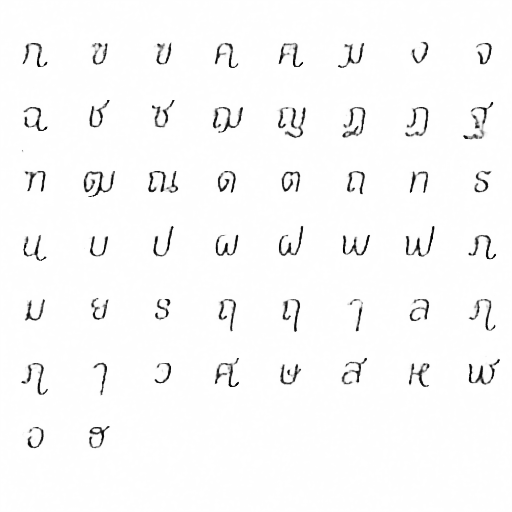 ก ข ฃ ค ฅ ฆ ง จ
ฉ ช ซ ฌ ญ ฎ ฏ ฐ
ฑ ฒ ณ ด ต ถ ท ธ
น บ ป ผ ฝ พ ฟ ภ
ม ย ร ฤ ฤ ๅ ล ฦ
ฦ ๅ ว ศ ษ ส ห ฬ
อ ฮ